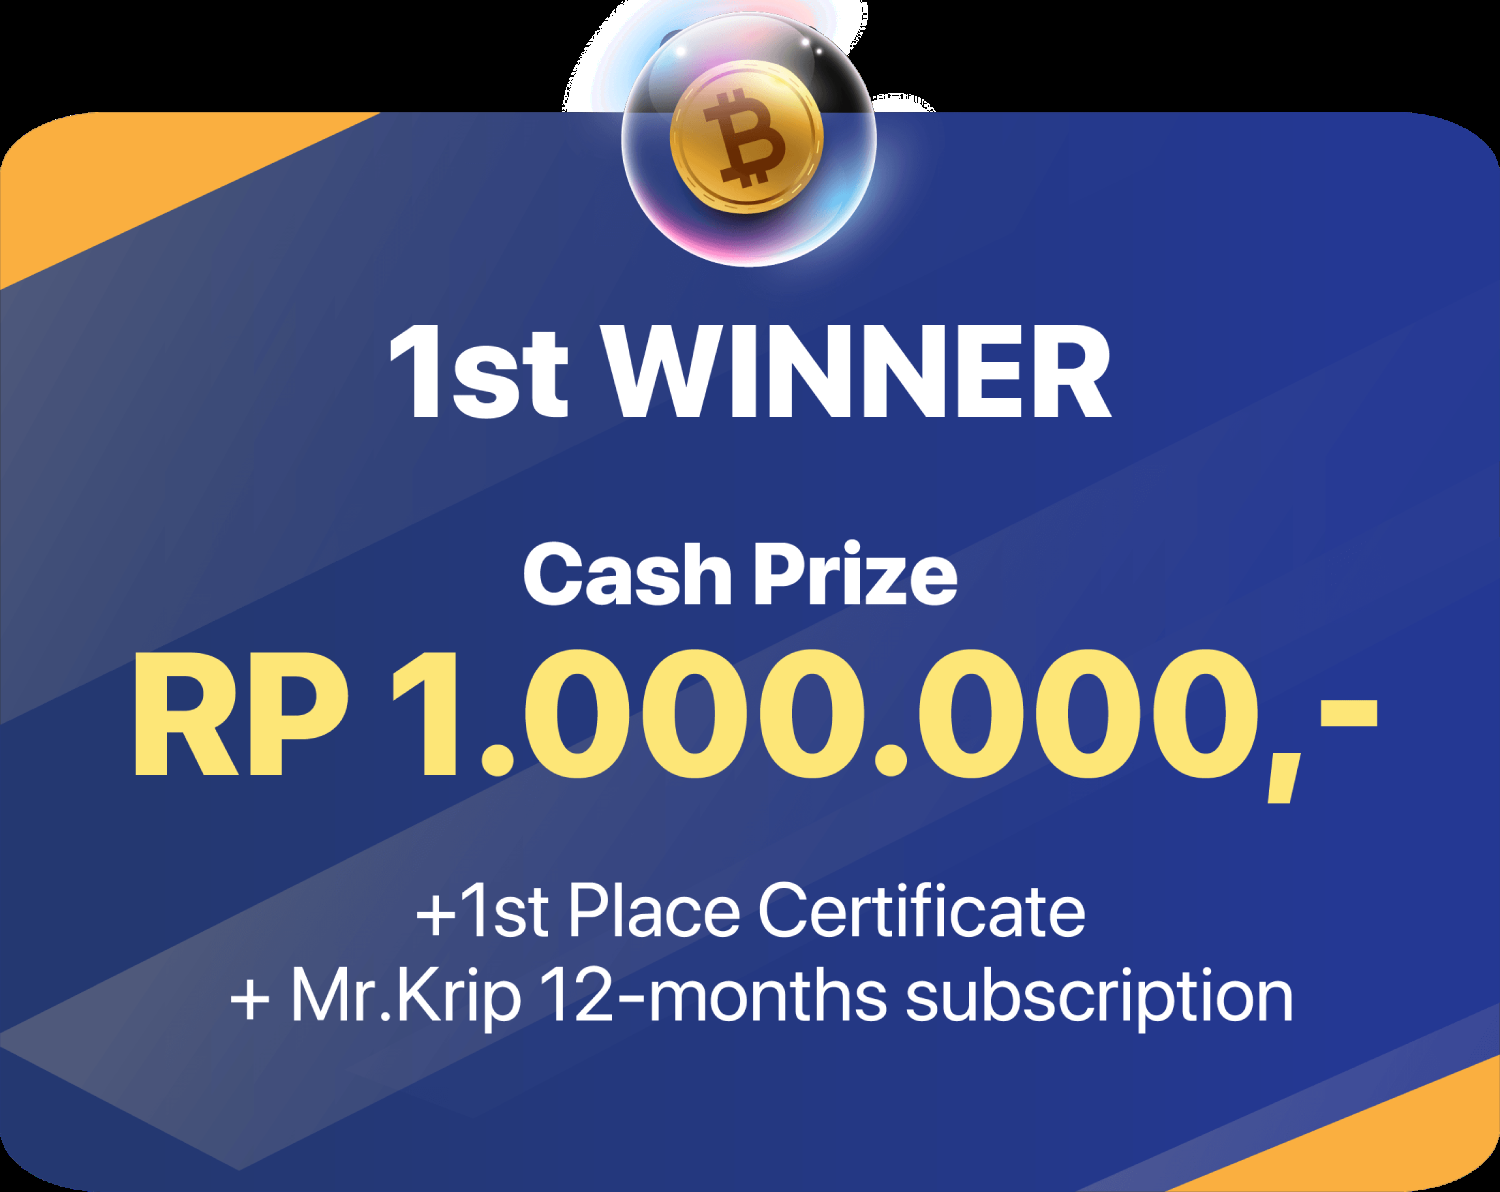 1st WINNER
Cash Prize
RP 1.000.000,-
+1st Place Certificate
+ Mr.Krip 12-months subscription